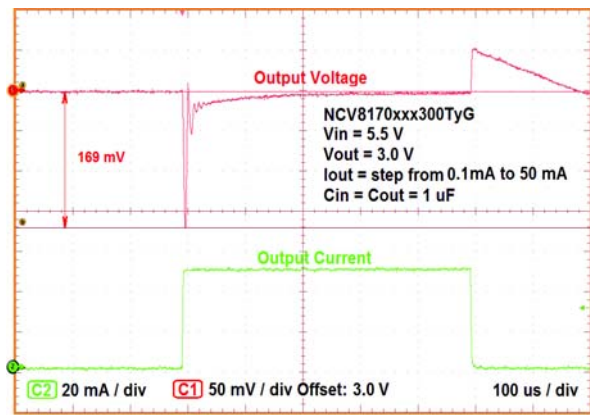 Output Voltage
NCV8170xxx300TyG
Vin = 5.5 V
Vout = 3.0 V
Iout = step from 0.1mA to 50 mA
Cin = Cout = 1 uF
169 mV
Output Current
C2 20 mA / div C1 50 mV / div Offset: 3.0 V 100 us / div